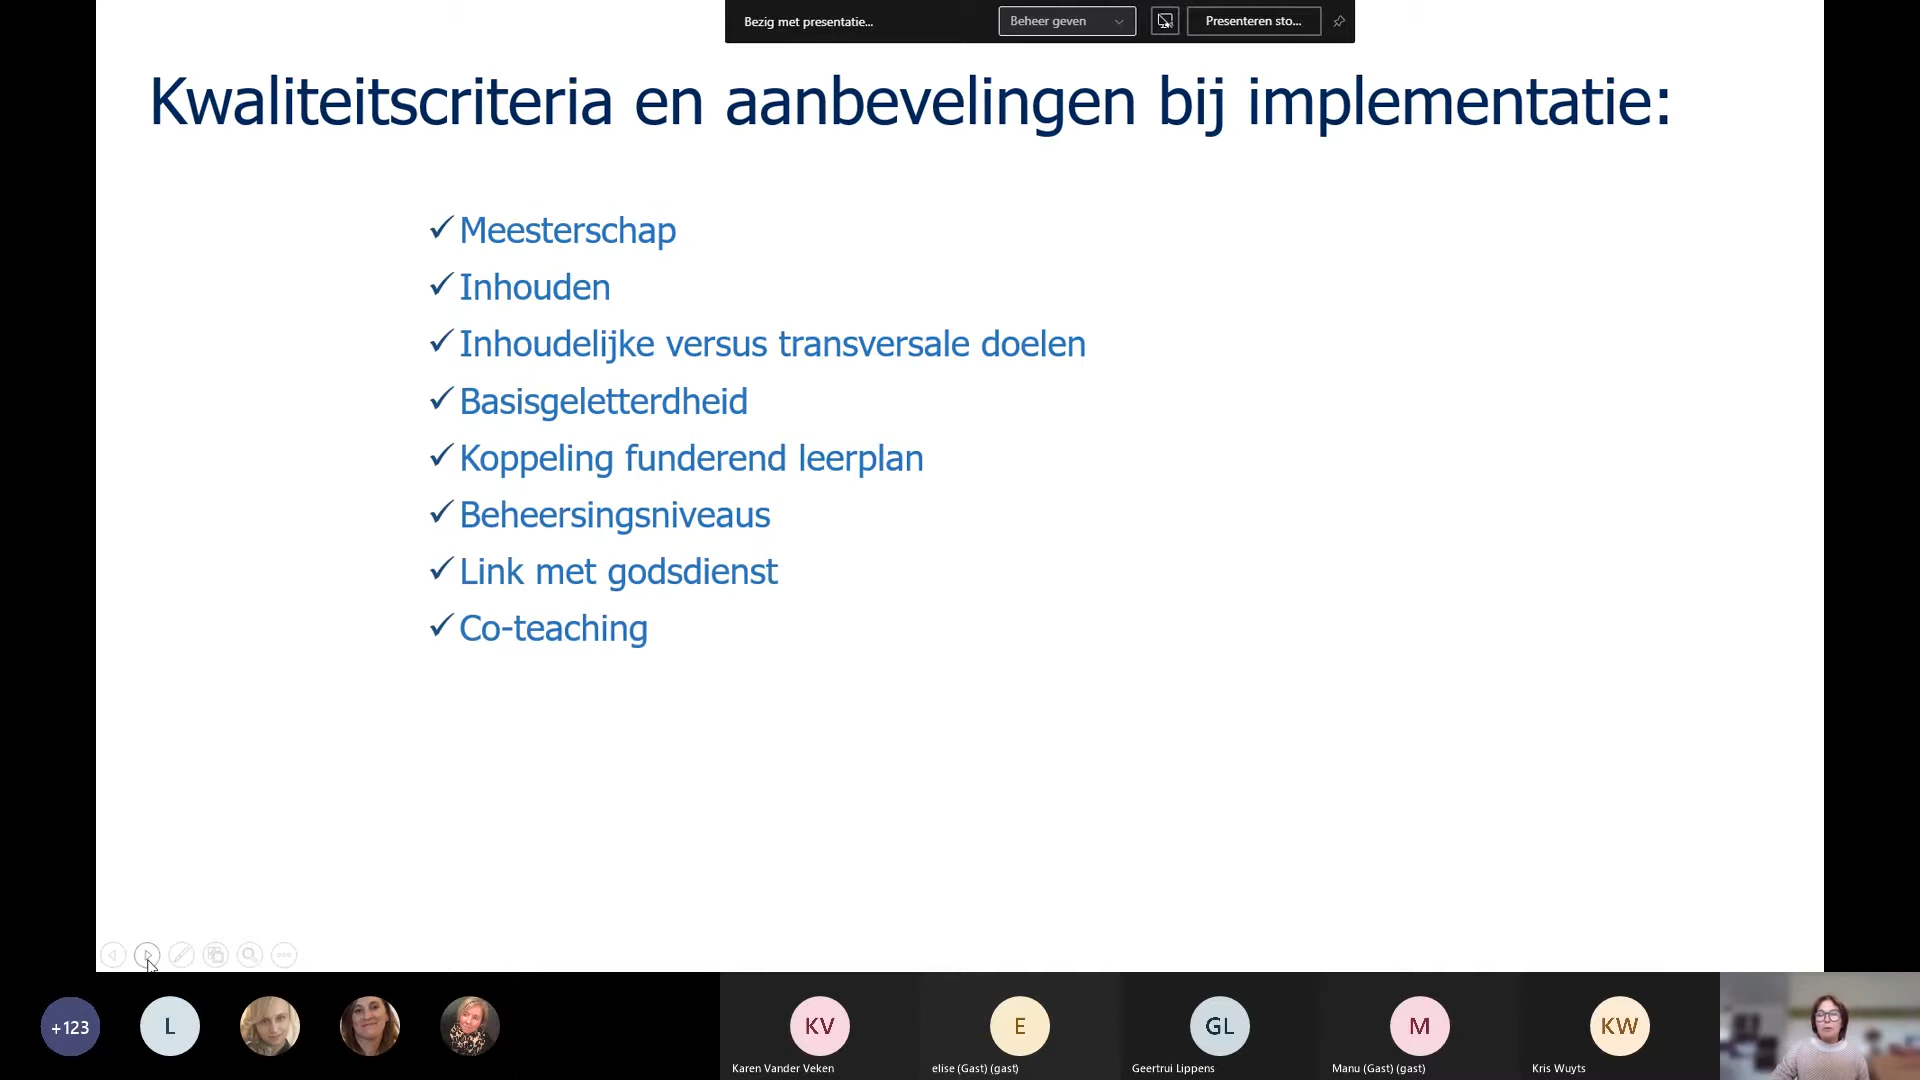 Bezig met presentatie...
Beheer geven
Presenteren sto...
Kwaliteitscriteria en aanbevelingen bij implementatie:
✓ Meesterschap
✓ Inhouden
✓ Inhoudelijke versus transversale doelen
✓ Basisgeletterdheid
✓ Koppeling funderend leerplan
✓ Beheersingsniveaus
✓ Link met godsdienst
✓ Co-teaching
+123
L
KV
E
GL
M
KW
Karen Vander Veken
elise (Gast) (gast)
Geertrui Lippens
Manu (Gast) (gast)
Kris Wuyts